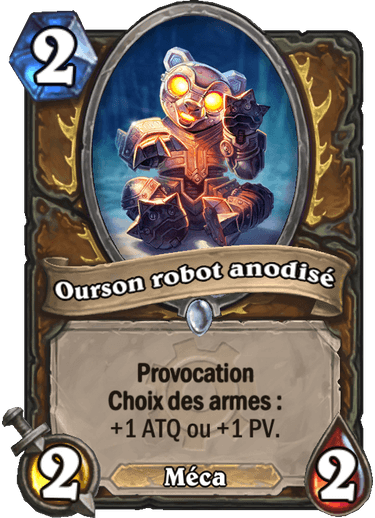 2
Ourson robot anodisé
Provocation
Choix des armes :
+1 ATQ ou +1 PV.
2
Méca
2